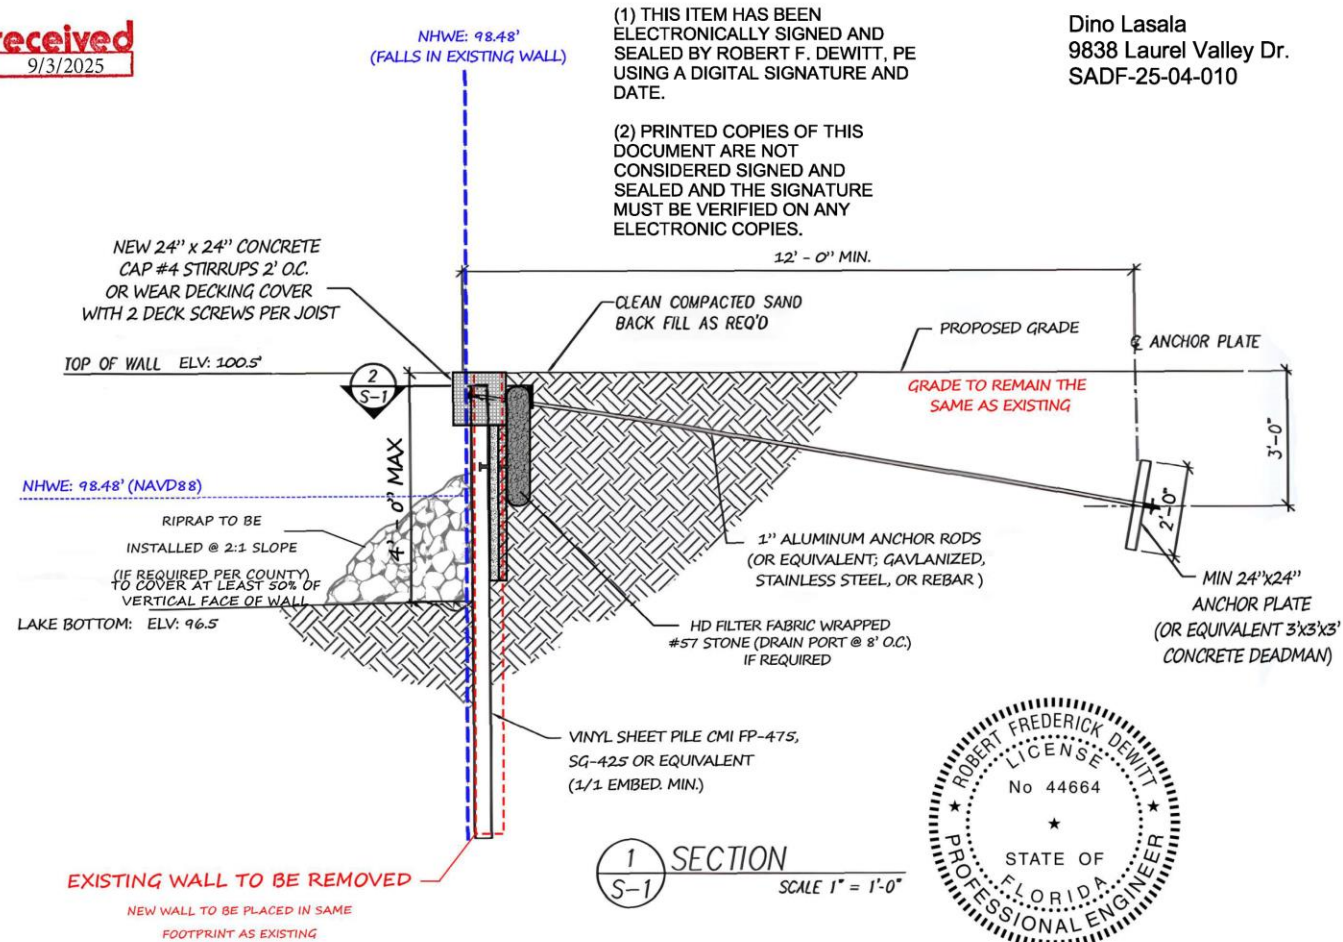 received
9/3/2025
NHWE: 98.48'
(FALLS IN EXISTING WALL)
(1) THIS ITEM HAS BEEN
ELECTRONICALLY SIGNED AND
SEALED BY ROBERT F. DEWITT, PE
USING A DIGITAL SIGNATURE AND
DATE.
(2) PRINTED COPIES OF THIS
DOCUMENT ARE NOT
CONSIDERED SIGNED AND
SEALED AND THE SIGNATURE
MUST BE VERIFIED ON ANY
ELECTRONIC COPIES.
Dino Lasala
9838 Laurel Valley Dr.
SADF-25-04-010
NEW 24" x 24" CONCRETE
CAP #4 STIRRUPS 2' O.C.
OR WEAR DECKING COVER
WITH 2 DECK SCREWS PER JOIST
12' - 0" MIN.
CLEAN COMPACTED SAND
BACK FILL AS REQ'D
PROPOSED GRADE
℄ ANCHOR PLATE
TOP OF WALL ELV: 100.5'
2
S-1
GRADE TO REMAIN THE
SAME AS EXISTING
3'-0"
4' - 0" MAX
NHWE: 98.48' (NAVD88)
RIPRAP TO BE
INSTALLED @ 2:1 SLOPE
(IF REQUIRED PER COUNTY)
TO COVER AT LEAST 50% OF
VERTICAL FACE OF WALL
LAKE BOTTOM: ELV: 96.5
2'-0"
1" ALUMINUM ANCHOR RODS
(OR EQUIVALENT; GAVLANIZED,
STAINLESS STEEL, OR REBAR )
MIN 24"x24"
ANCHOR PLATE
(OR EQUIVALENT 3'x3'x3'
CONCRETE DEADMAN)
HD FILTER FABRIC WRAPPED
#57 STONE (DRAIN PORT @ 8' O.C.)
IF REQUIRED
VINYL SHEET PILE CMI FP-475,
SG-425 OR EQUIVALENT
(1/1 EMBED. MIN.)
1
S-1
SECTION
SCALE 1" = 1'-0"
EXISTING WALL TO BE REMOVED
NEW WALL TO BE PLACED IN SAME
FOOTPRINT AS EXISTING
ROBERT FREDERICK DEWITT
LICENSE
No 44664
STATE OF
FLORIDA
PROFESSIONAL ENGINEER